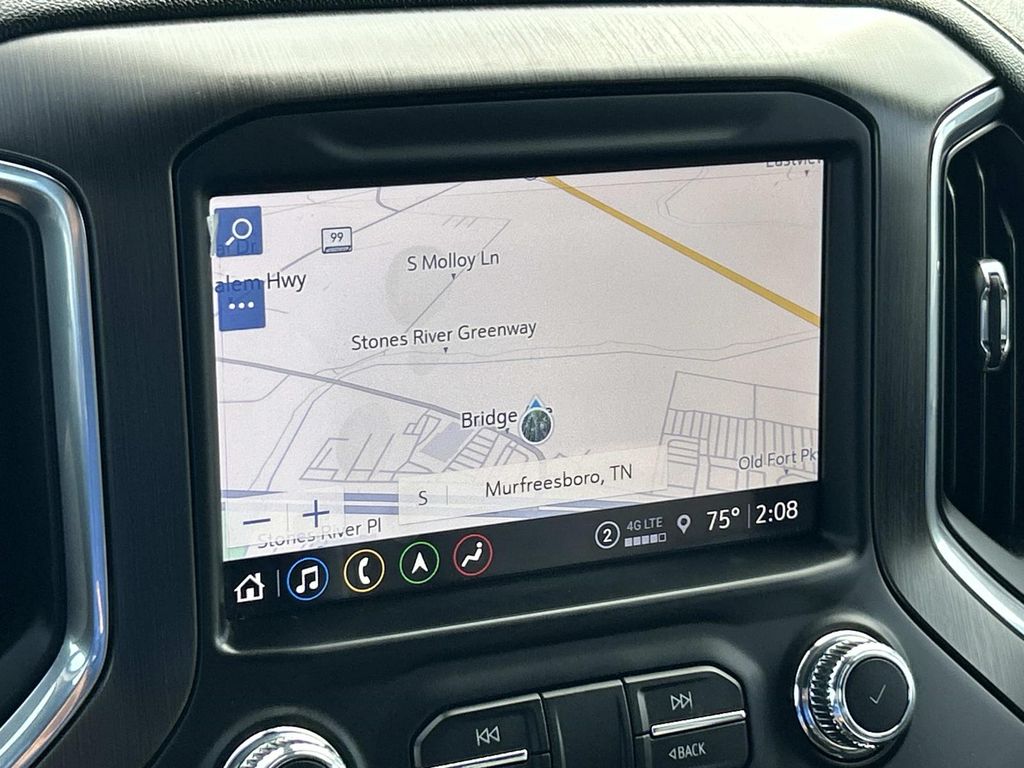 Eastview
99
S Molloy Ln
alem Hwy
Stones River Greenway
Bridge
Old Fort Pk
S
Murfreesboro, TN
Stones River Pl
2
4G LTE
75°
2:08
BACK